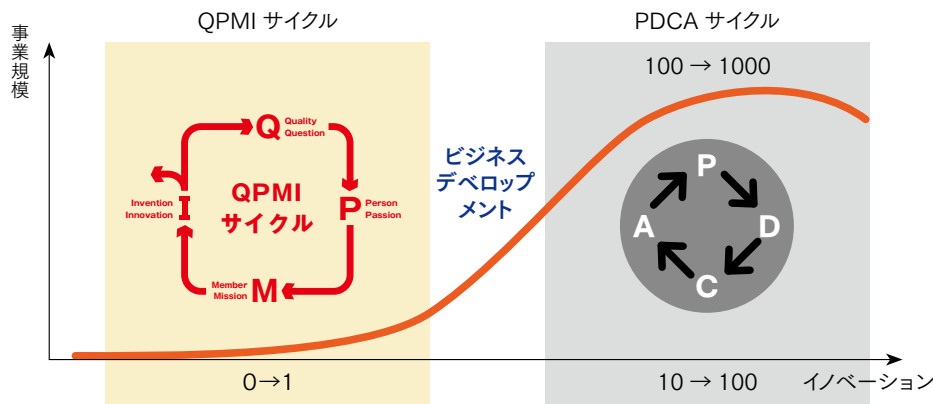 QPMI サイクル
PDCA サイクル
事業規模
100 → 1000
Q Quality
Question
ビジネス
デベロップ
メント
P
Invention
Innovation
I
QPMI
サイクル
P Person
Passion
A
D
Member
Mission
M
C
0→1
10 → 100
イノベーション